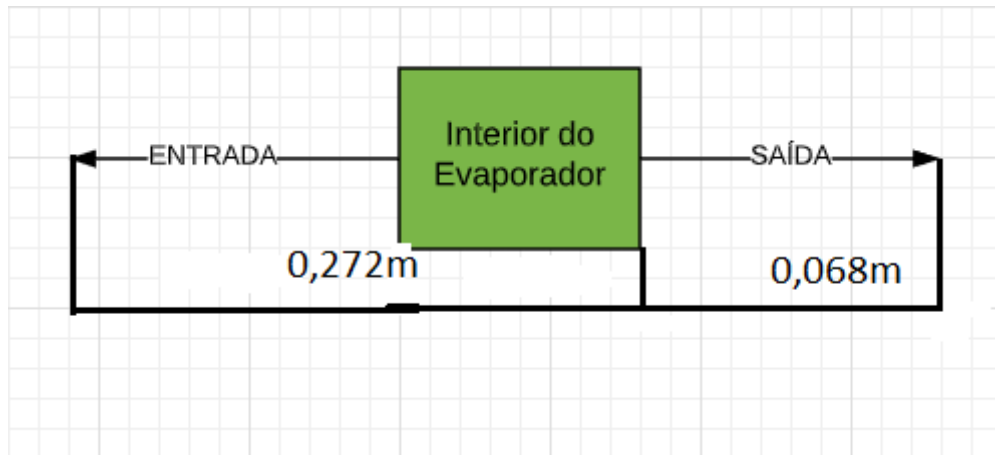 Interior do
Evaporador
ENTRADA
SAÍDA
0,272m
0,068m